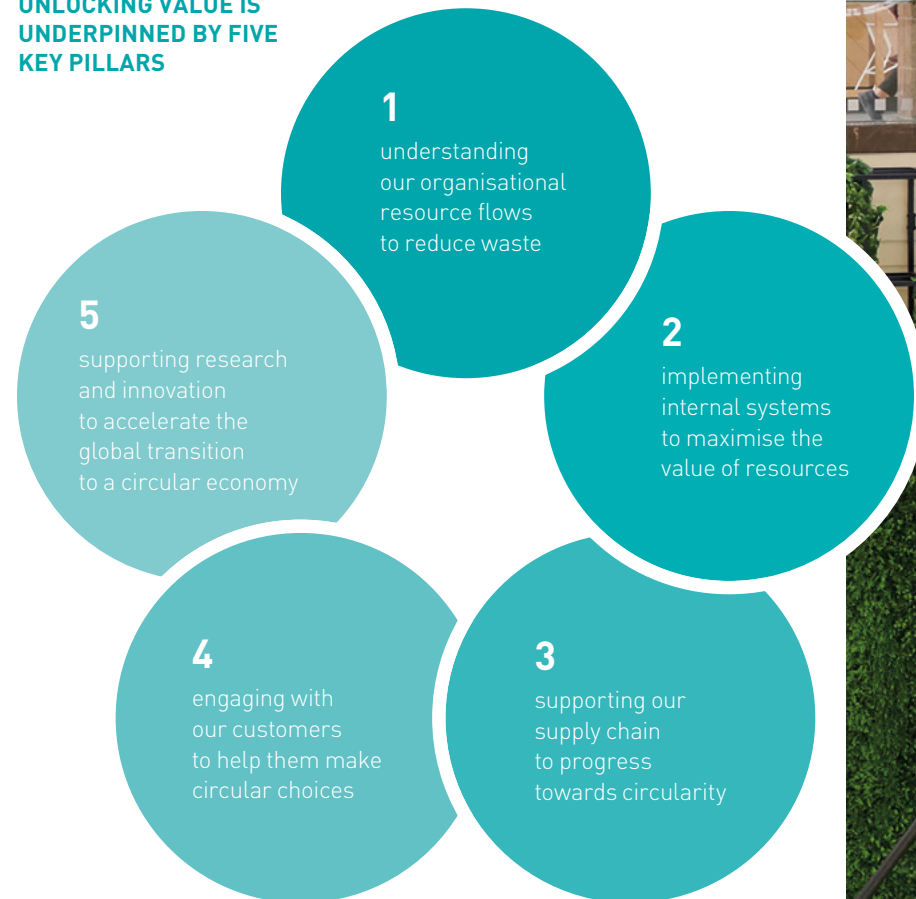 UNLOCKING VALUE IS
UNDERPINNED BY FIVE
KEY PILLARS
1
understanding
our organisational
resource flows
to reduce waste
2
implementing
internal systems
to maximise the
value of resources
3
supporting our
supply chain
to progress
towards circularity
4
engaging with
our customers
to help them make
circular choices
5
supporting research
and innovation
to accelerate the
global transition
to a circular economy